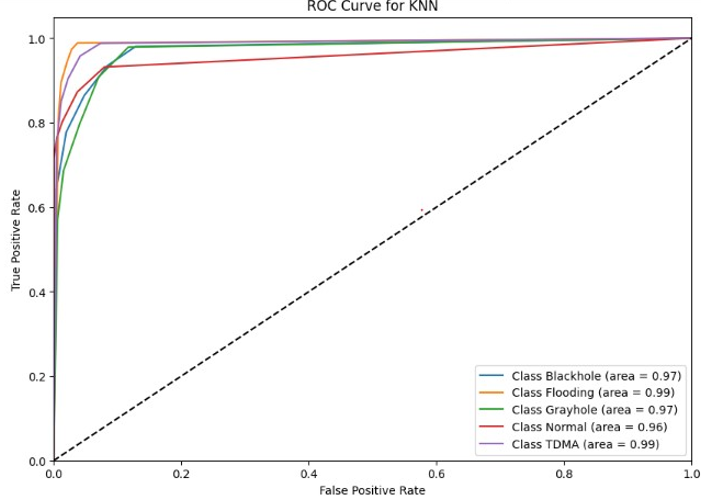 ROC Curve for KNN
True Positive Rate
1.0
0.8
0.6
0.4
0.2
0.0
0.0 0.2 0.4 0.6 0.8 1.0
False Positive Rate
Class Blackhole (area = 0.97)
Class Flooding (area = 0.99)
Class Grayhole (area = 0.97)
Class Normal (area = 0.96)
Class TDMA (area = 0.99)